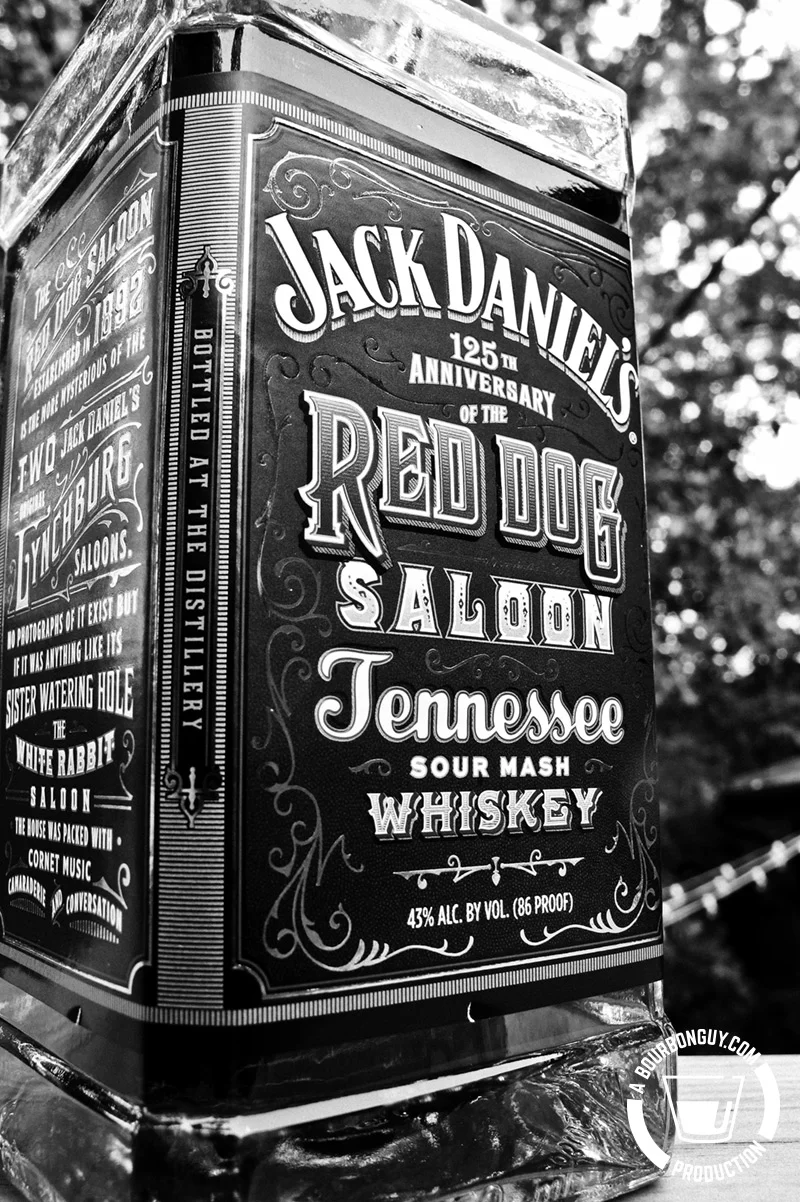 THE
RED DOG SALOON
ESTABLISHED IN 1892
IS THE MORE MYSTERIOUS OF THE
TWO JACK DANIEL'S
ORIGINAL
LYNCHBURG
SALOONS.
NO PHOTOGRAPHS OF IT EXIST BUT
IF IT WAS ANYTHING LIKE ITS
SISTER WATERING HOLE
THE
WHITE RABBIT
SALOON
THE HOUSE WAS PACKED WITH
CORNET MUSIC
CAMARADERIE AND CONVERSATION
BOTTLED AT THE DISTILLERY
JACK DANIEL'S®
125TH
ANNIVERSARY
OF THE
RED DOG
SALOON
Tennessee
SOUR MASH
WHISKEY
43% ALC. BY VOL. (86 PROOF)
ABOURBONGUY.COM
PRODUCTION